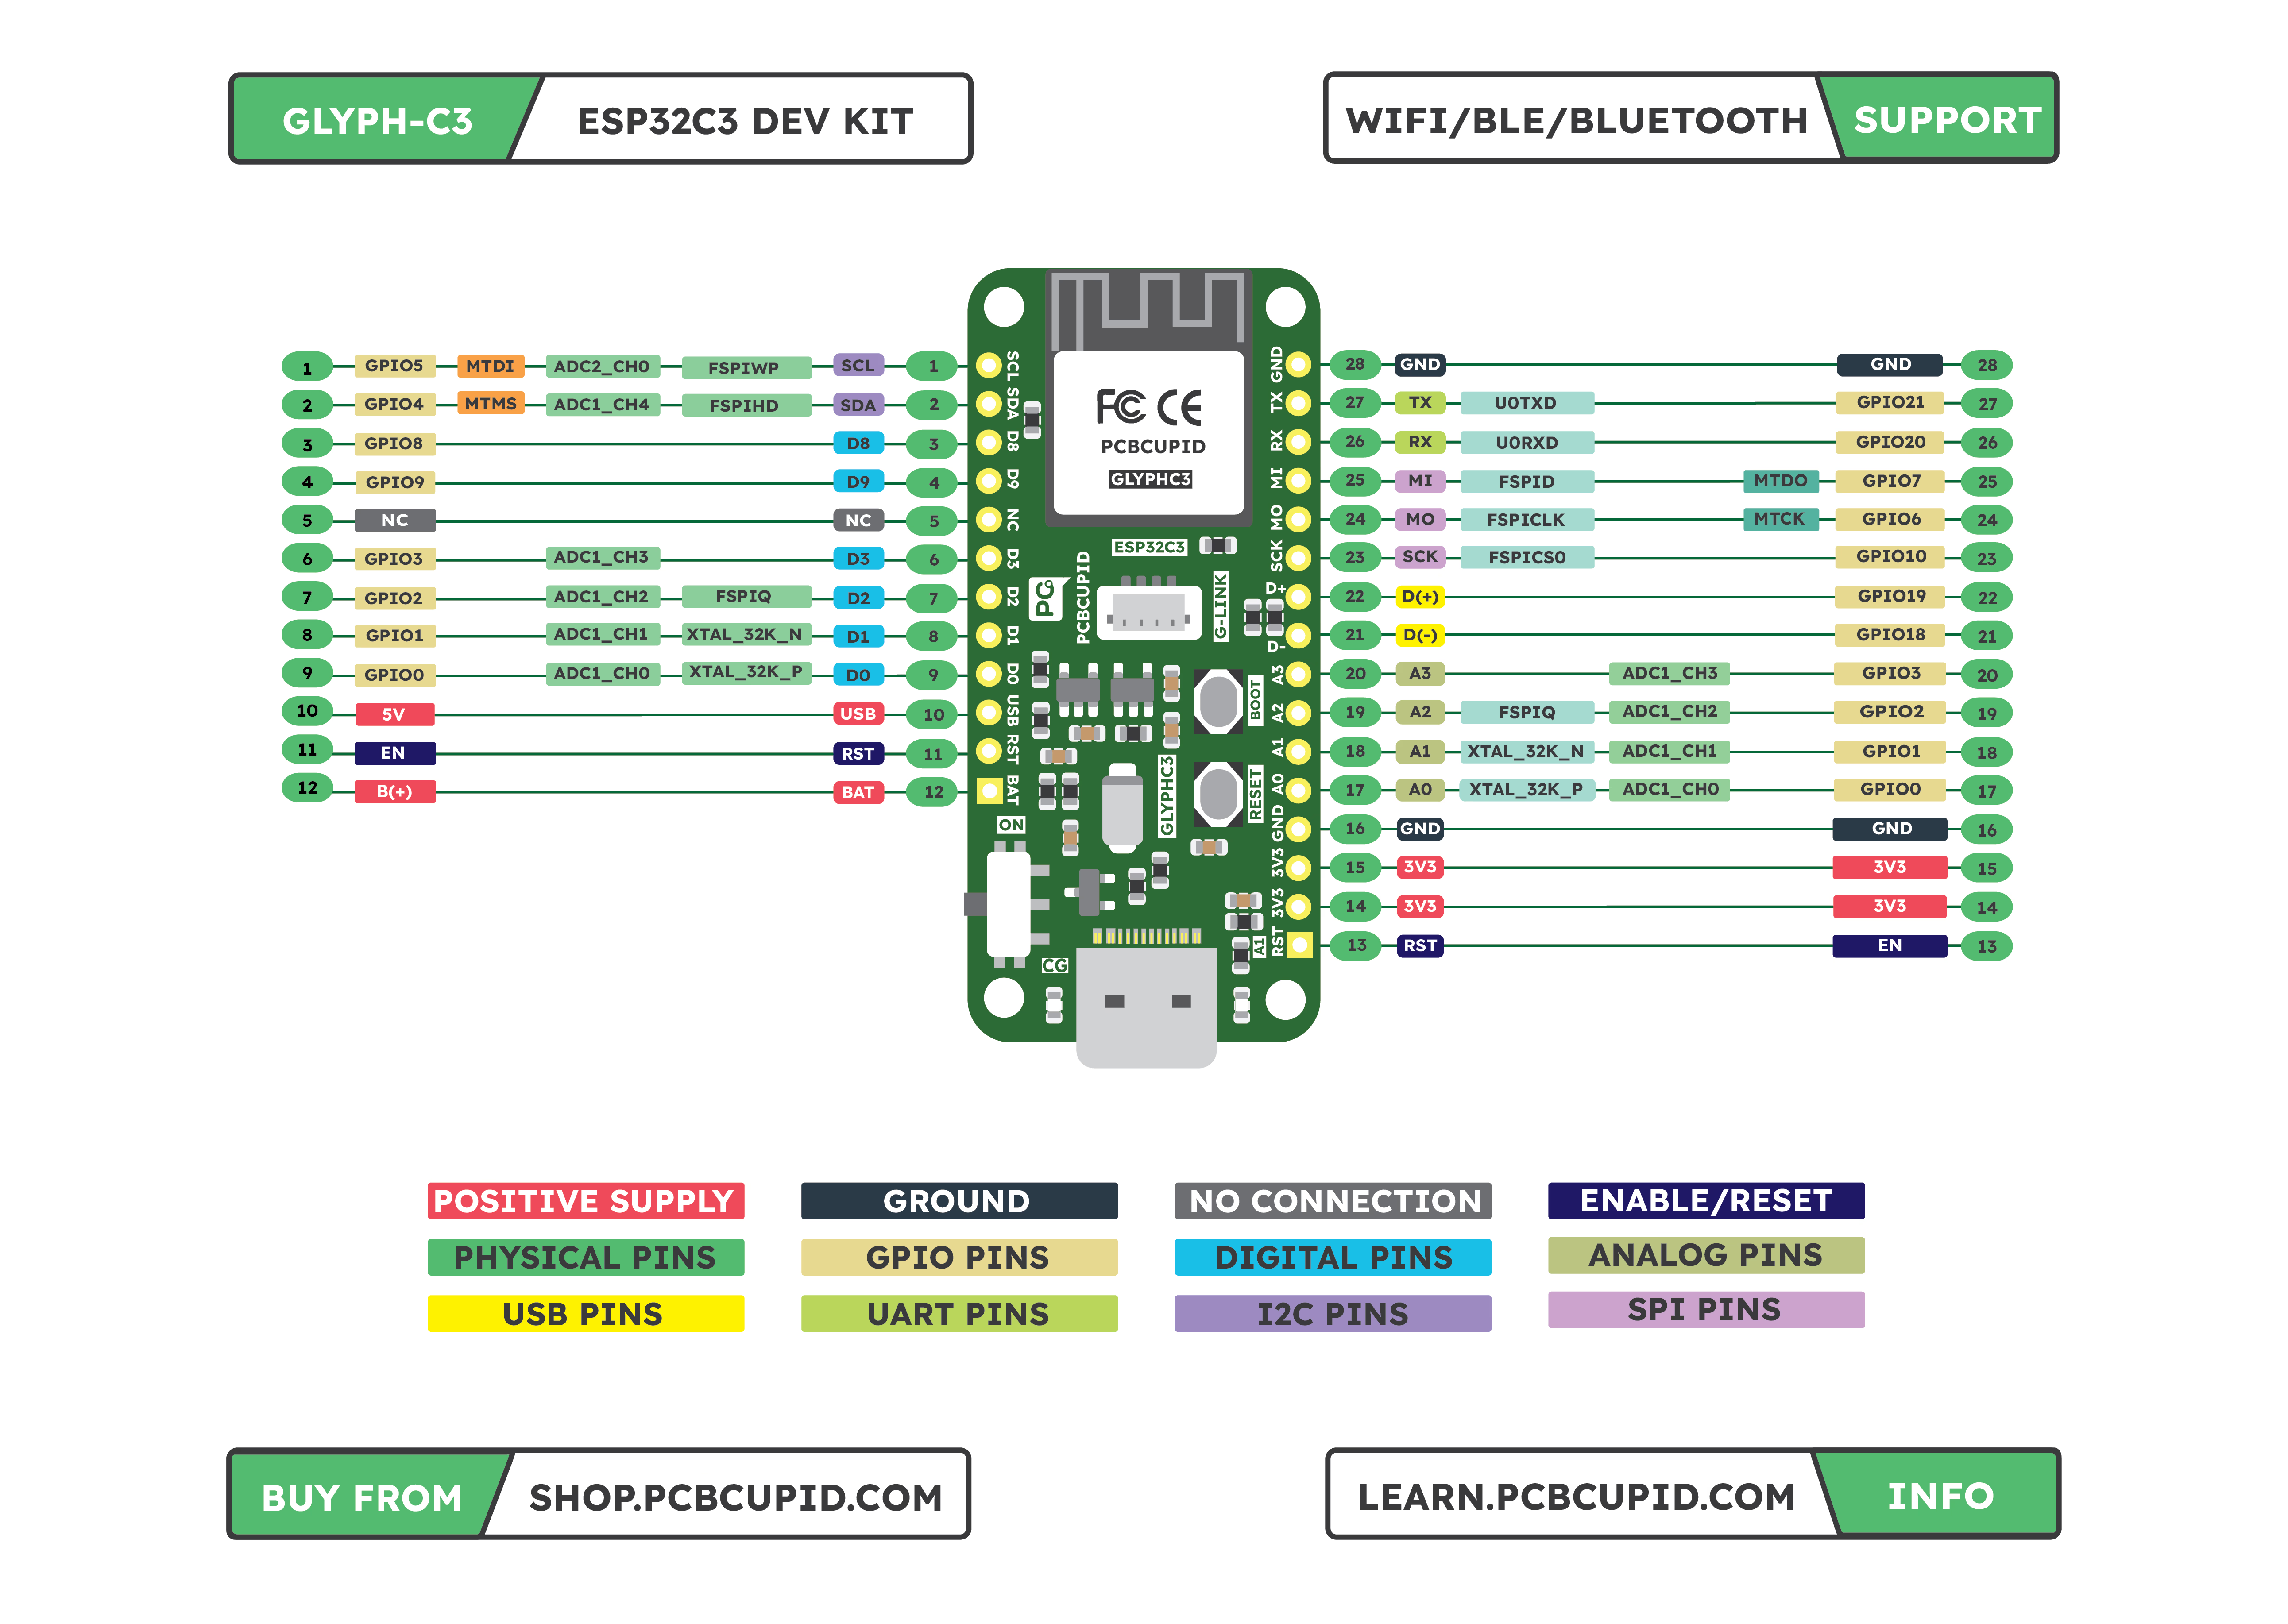 GLYPH-C3 ESP32C3 DEV KIT
WIFI/BLE/BLUETOOTH SUPPORT
1 GPIO5 MTDI ADC2_CH0 FSPIWP SCL 1
2 GPIO4 MTMS ADC1_CH4 FSPIHD SDA 2
3 GPIO8 D8 3
4 GPIO9 D9 4
5 NC NC 5
6 GPIO3 ADC1_CH3 D3 6
7 GPIO2 ADC1_CH2 FSPIQ D2 7
8 GPIO1 ADC1_CH1 XTAL_32K_N D1 8
9 GPIO0 ADC1_CH0 XTAL_32K_P D0 9
10 5V USB 10
11 EN RST 11
12 B(+) BAT 12
SCL
SDA
D8
D9
NC
D3
D2
D1
D0
USB
RST
BAT
ON
FC CE
PCBCUPID
GLYPHC3
ESP32C3
PC
PCBCUPID
G-LINK
BOOT
GLYPHC3
RESET
CG
A1
GND
TX
RX
MI
MO
SCK
D+
D-
A3
A2
A1
A0
GND
3V3
3V3
RST
28 GND GND 28
27 TX U0TXD GPIO21 27
26 RX U0RXD GPIO20 26
25 MI FSPID MTDO GPIO7 25
24 MO FSPICLK MTCK GPIO6 24
23 SCK FSPICS0 GPIO10 23
22 D(+) GPIO19 22
21 D(-) GPIO18 21
20 A3 ADC1_CH3 GPIO3 20
19 A2 FSPIQ ADC1_CH2 GPIO2 19
18 A1 XTAL_32K_N ADC1_CH1 GPIO1 18
17 A0 XTAL_32K_P ADC1_CH0 GPIO0 17
16 GND GND 16
15 3V3 3V3 15
14 3V3 3V3 14
13 RST EN 13
POSITIVE SUPPLY GROUND NO CONNECTION ENABLE/RESET
PHYSICAL PINS GPIO PINS DIGITAL PINS ANALOG PINS
USB PINS UART PINS I2C PINS SPI PINS
BUY FROM SHOP.PCBCUPID.COM
LEARN.PCBCUPID.COM INFO